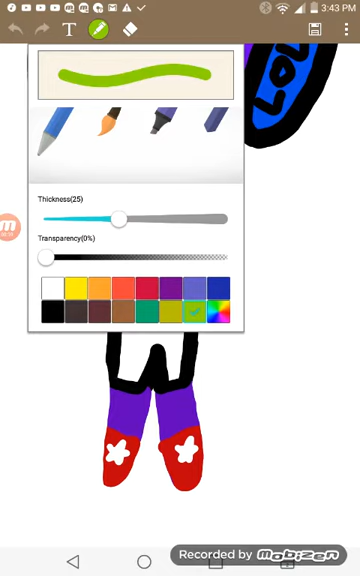 3:43 PM
T
LOL
Thickness(25)
m
Transparency(0%)
Recorded by mobizen